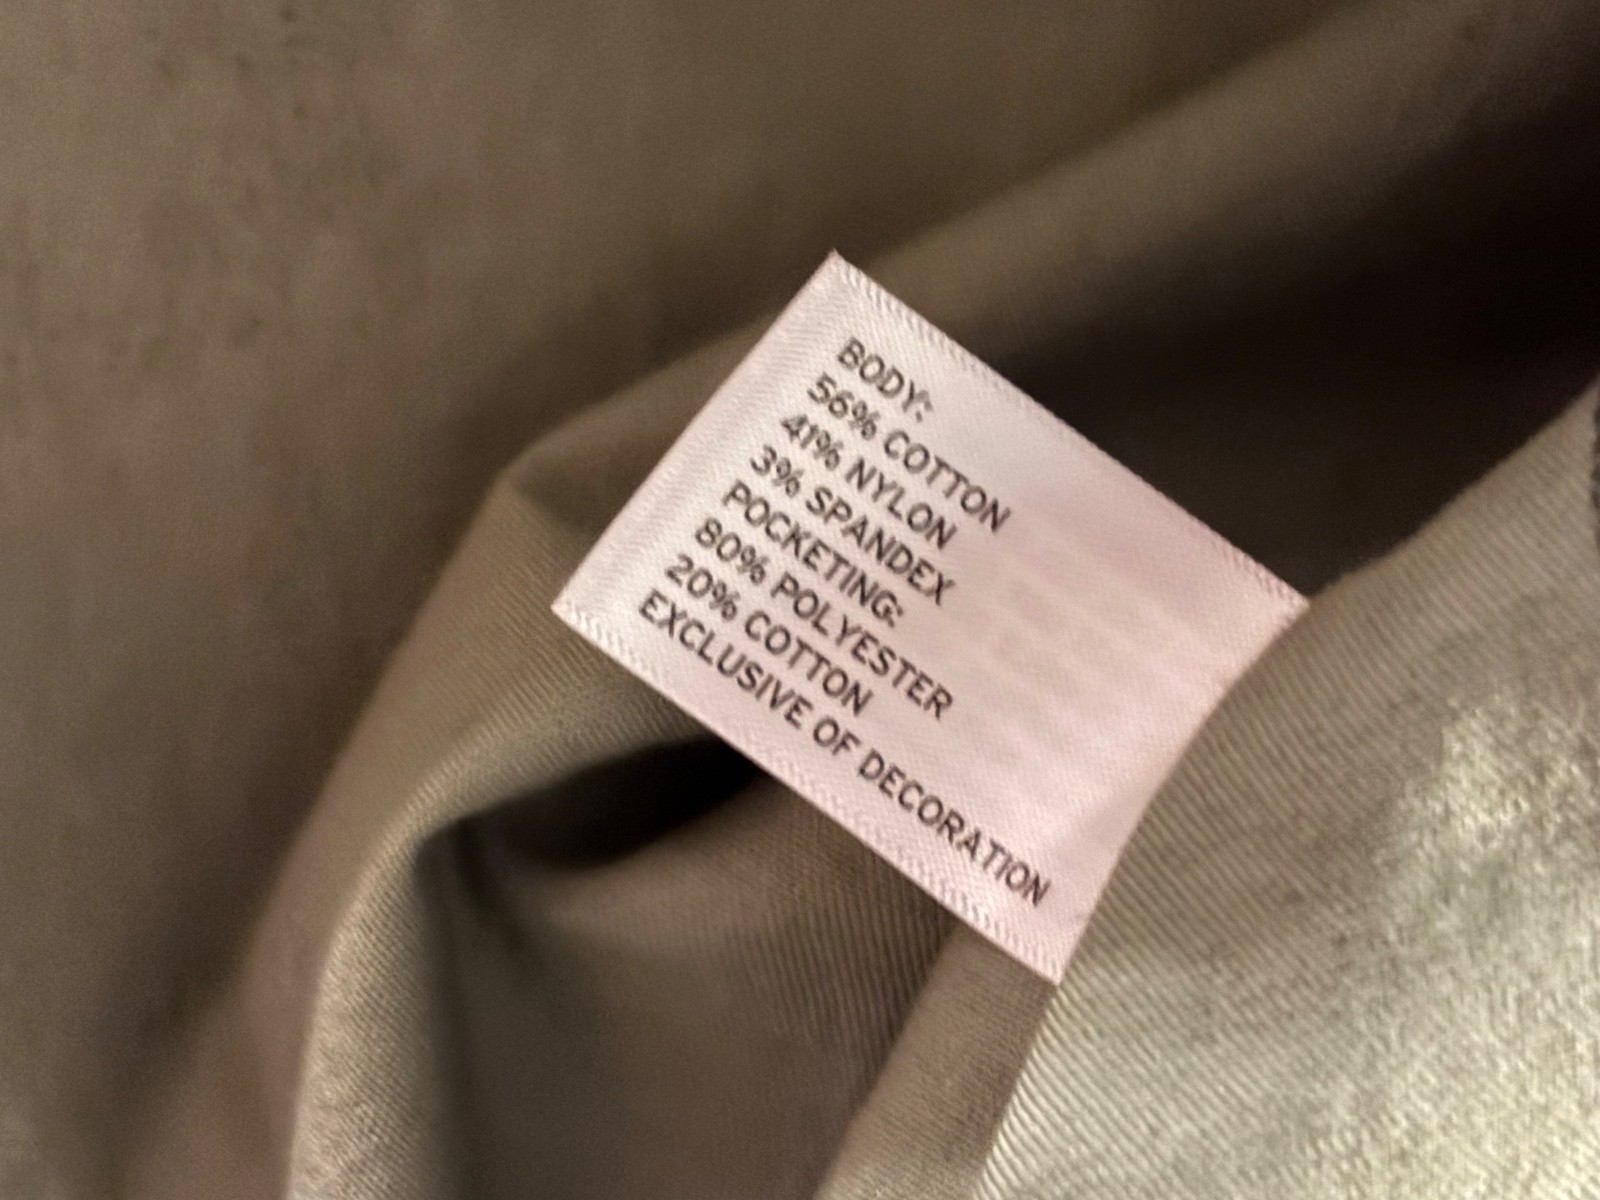 BODY:
56% COTTON
41% NYLON
3% SPANDEX
POCKETING:
80% POLYESTER
20% COTTON
EXCLUSIVE OF DECORATION